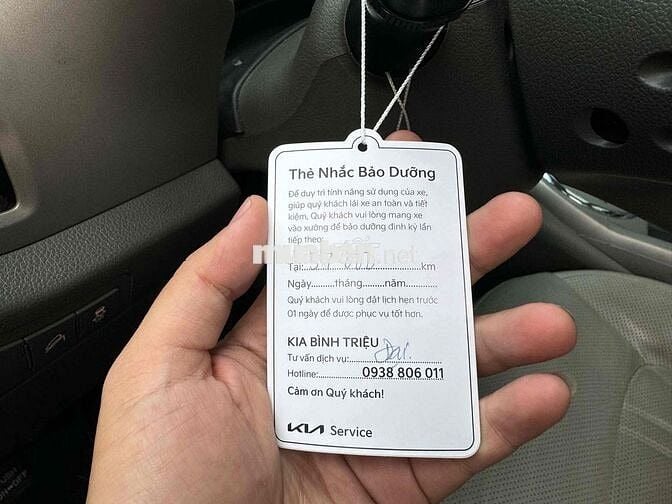 Thẻ Nhắc Bảo Dưỡng
Để duy trì tính năng sử dụng của xe,
giúp quý khách lái xe an toàn và tiết
kiệm, Quý khách vui lòng mang xe
vào xưởng để bảo dưỡng định kỳ lần
tiếp theo:
Tại:..............................km
Ngày.........tháng........năm.........
Quý khách vui lòng đặt lịch hẹn trước
01 ngày để được phục vụ tốt hơn.
KIA BÌNH TRIỆU
Tư vấn dịch vụ:..............................
Hotline:..................0938 806 011
Cảm ơn Quý khách!
KIA Service